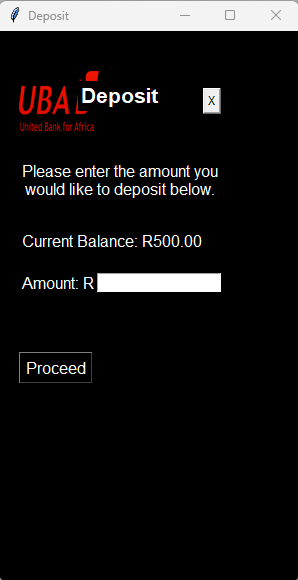 Deposit
UBA
Deposit
X
United Bank for Africa
Please enter the amount you
would like to deposit below.
Current Balance: R500.00
Amount: R
Proceed